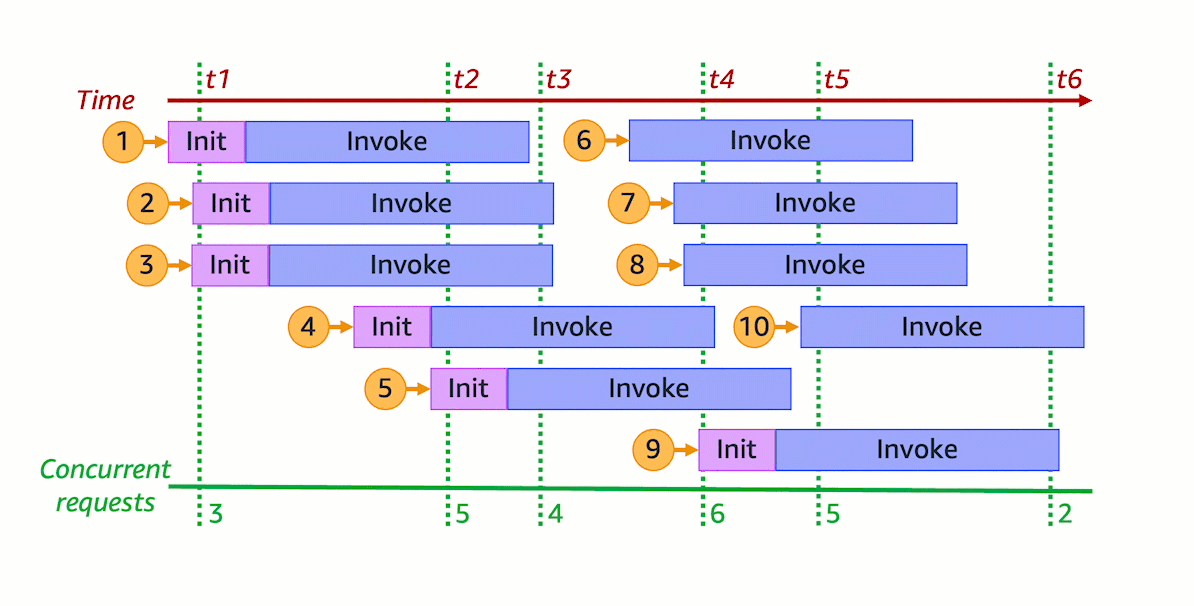 t1 t2 t3 t4 t5 t6
Time
1 Init Invoke 6 Invoke
2 Init Invoke 7 Invoke
3 Init Invoke 8 Invoke
4 Init Invoke 10 Invoke
5 Init Invoke
9 Init Invoke
Concurrent
requests
3 5 4 6 5 2